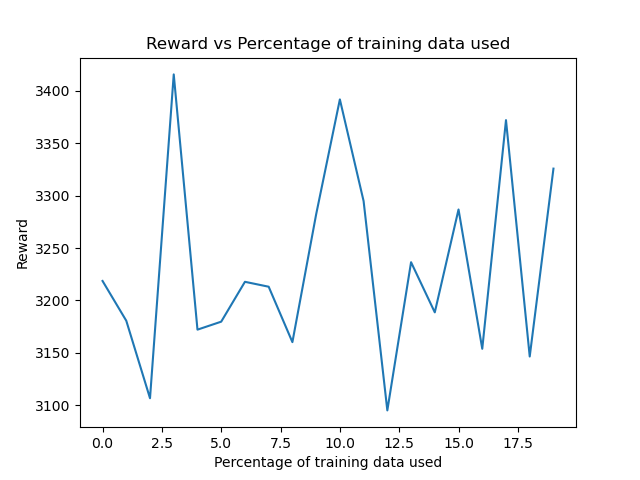 Reward vs Percentage of training data used
3400
3350
3300
3250
3200
3150
3100
Reward
0.0 2.5 5.0 7.5 10.0 12.5 15.0 17.5
Percentage of training data used